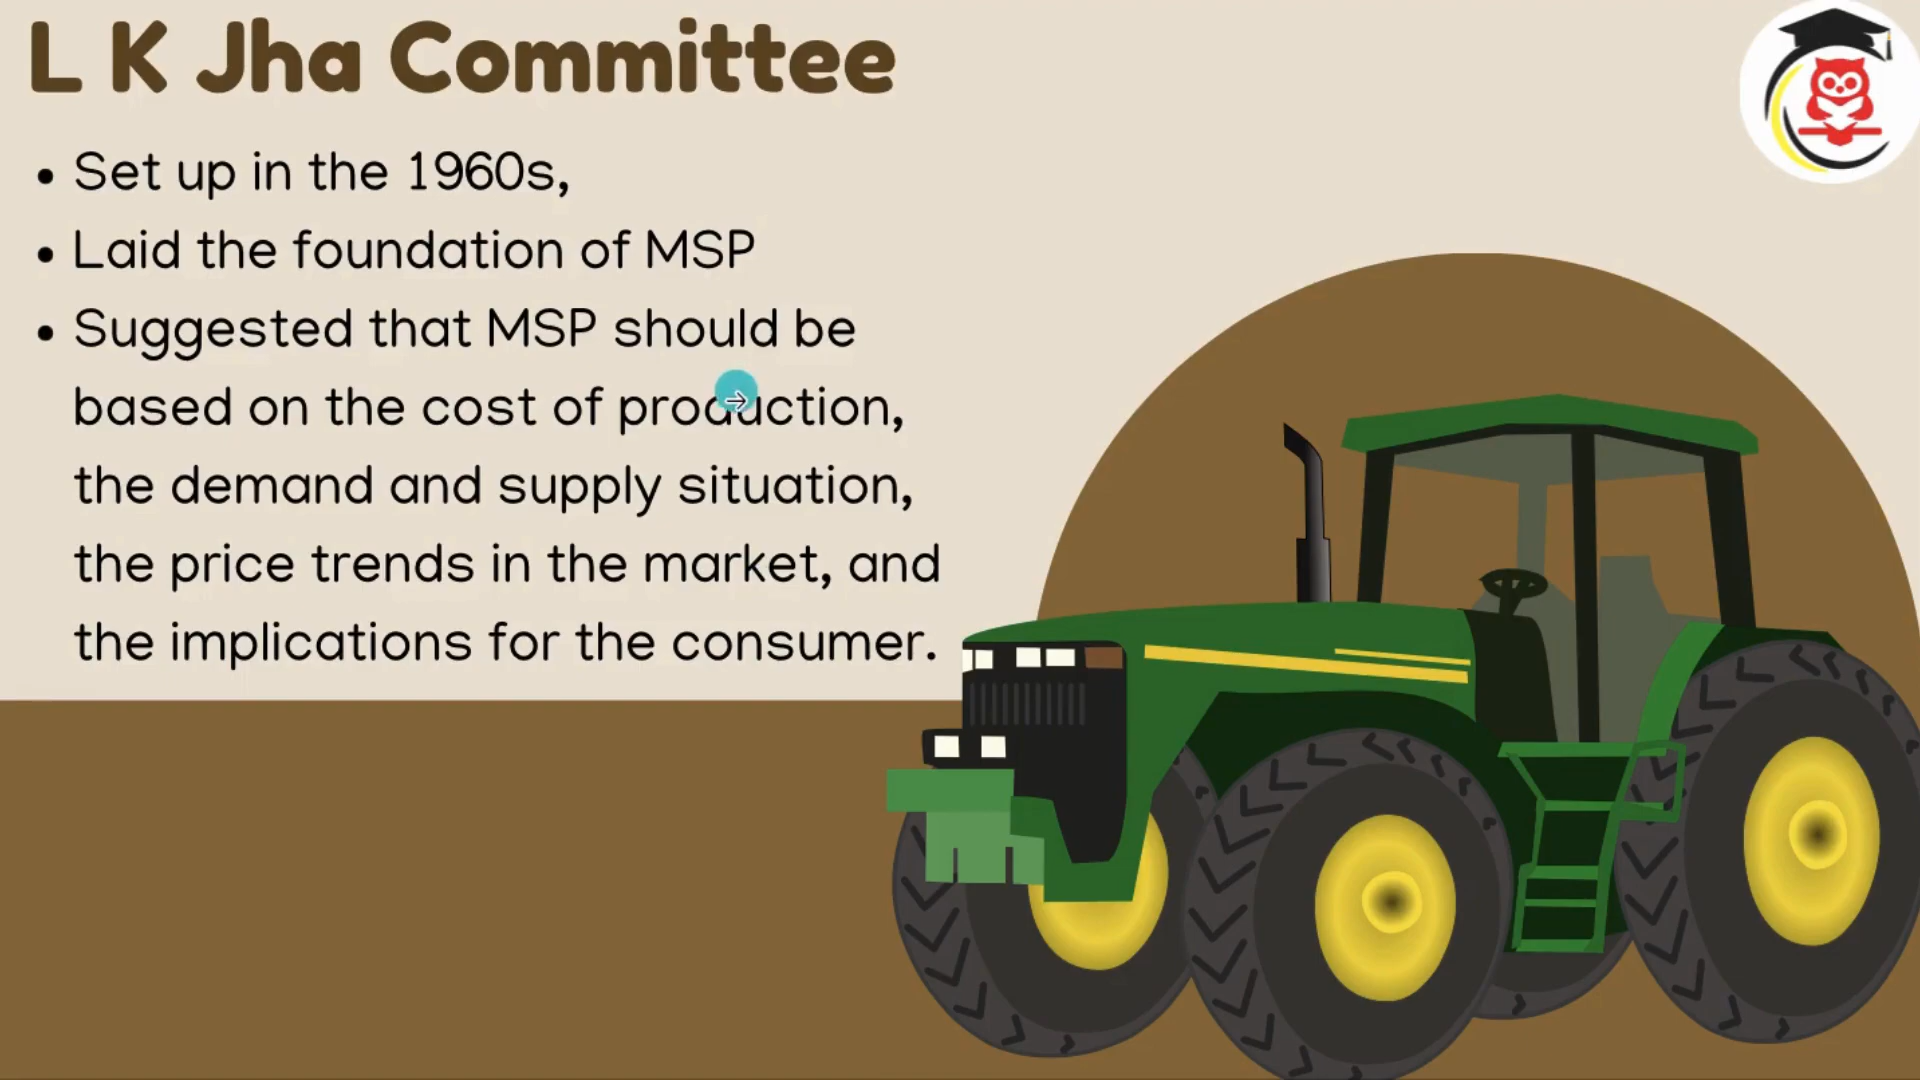 L K Jha Committee
• Set up in the 1960s,
• Laid the foundation of MSP
• Suggested that MSP should be
based on the cost of production,
the demand and supply situation,
the price trends in the market, and
the implications for the consumer.